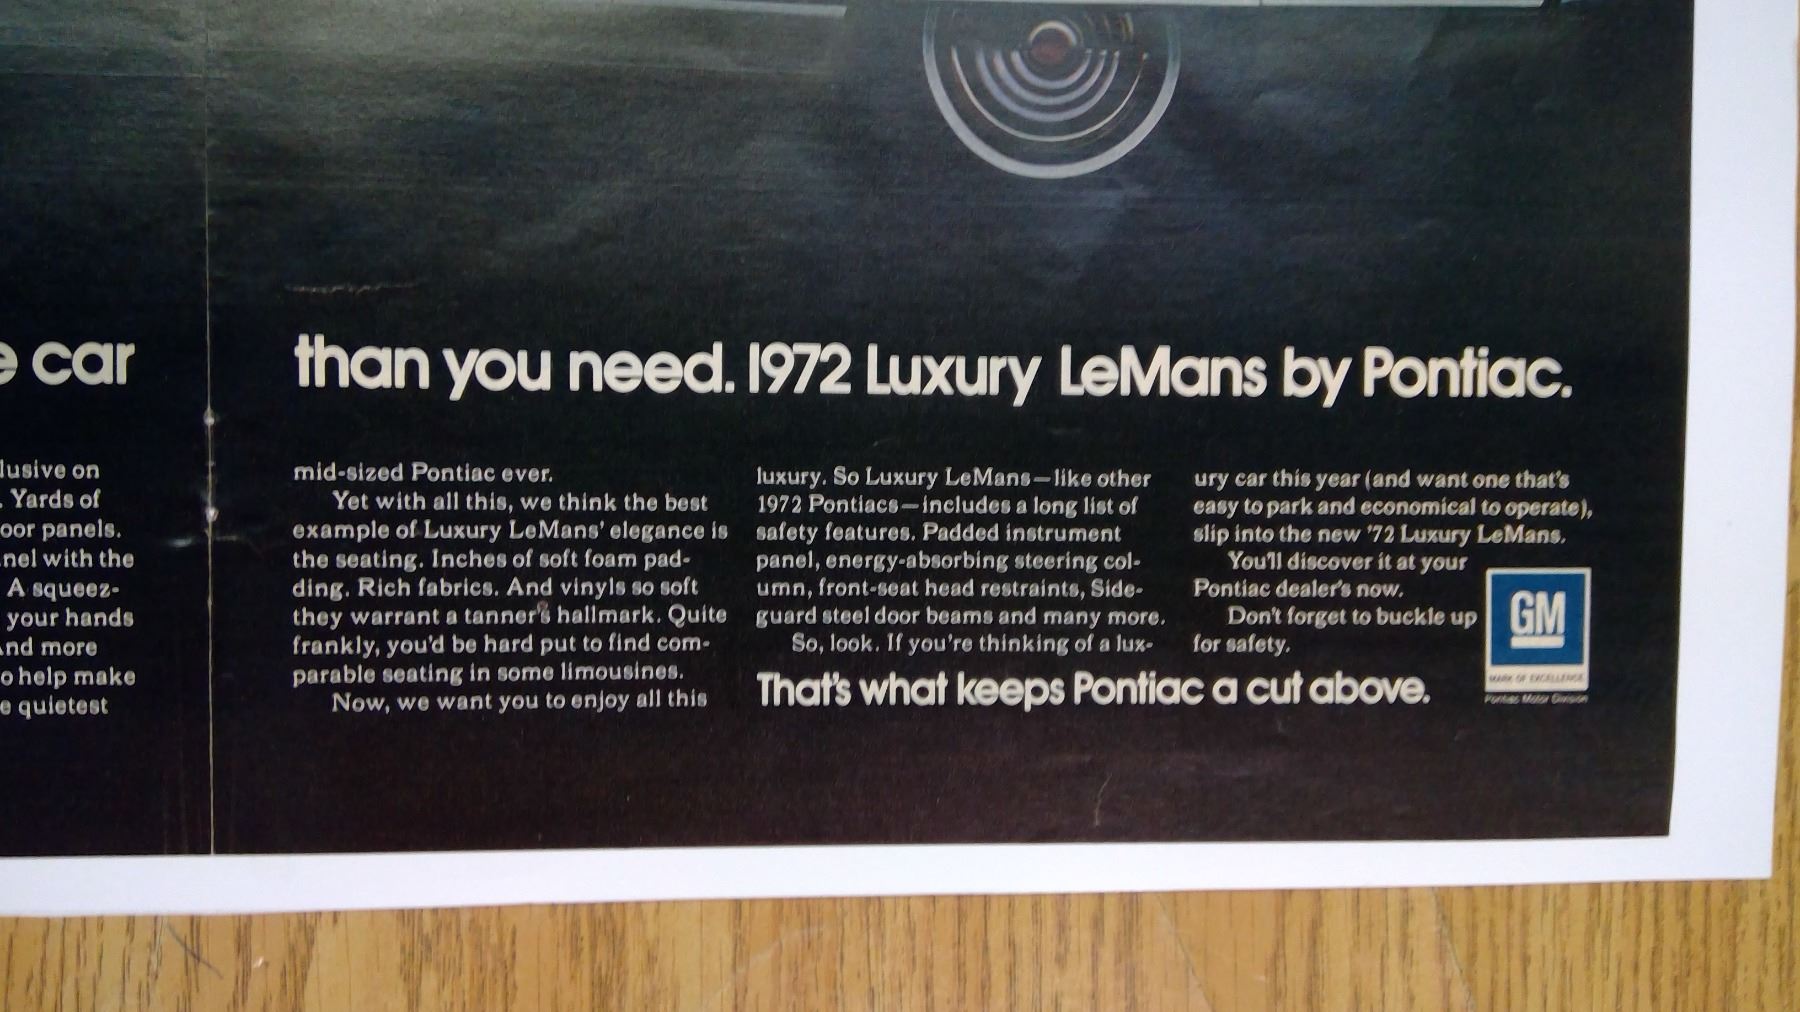 e car
than you need. 1972 Luxury LeMans by Pontiac.
lusive on
. Yards of
oor panels.
nel with the
A squeez-
your hands
And more
o help make
e quietest
mid-sized Pontiac ever.
Yet with all this, we think the best
example of Luxury LeMans' elegance is
the seating. Inches of soft foam pad-
ding. Rich fabrics. And vinyls so soft
they warrant a tanner's hallmark. Quite
frankly, you'd be hard put to find com-
parable seating in some limousines.
Now, we want you to enjoy all this
luxury. So Luxury LeMans—like other
1972 Pontiacs—includes a long list of
safety features. Padded instrument
panel, energy-absorbing steering col-
umn, front-seat head restraints, Side-
guard steel door beams and many more.
So, look. If you're thinking of a lux-
ury car this year (and want one that's
easy to park and economical to operate),
slip into the new '72 Luxury LeMans.
You'll discover it at your
Pontiac dealer's now.
Don't forget to buckle up
for safety.
That's what keeps Pontiac a cut above.
GM
MARK OF EXCELLENCE
Pontiac Motor Division